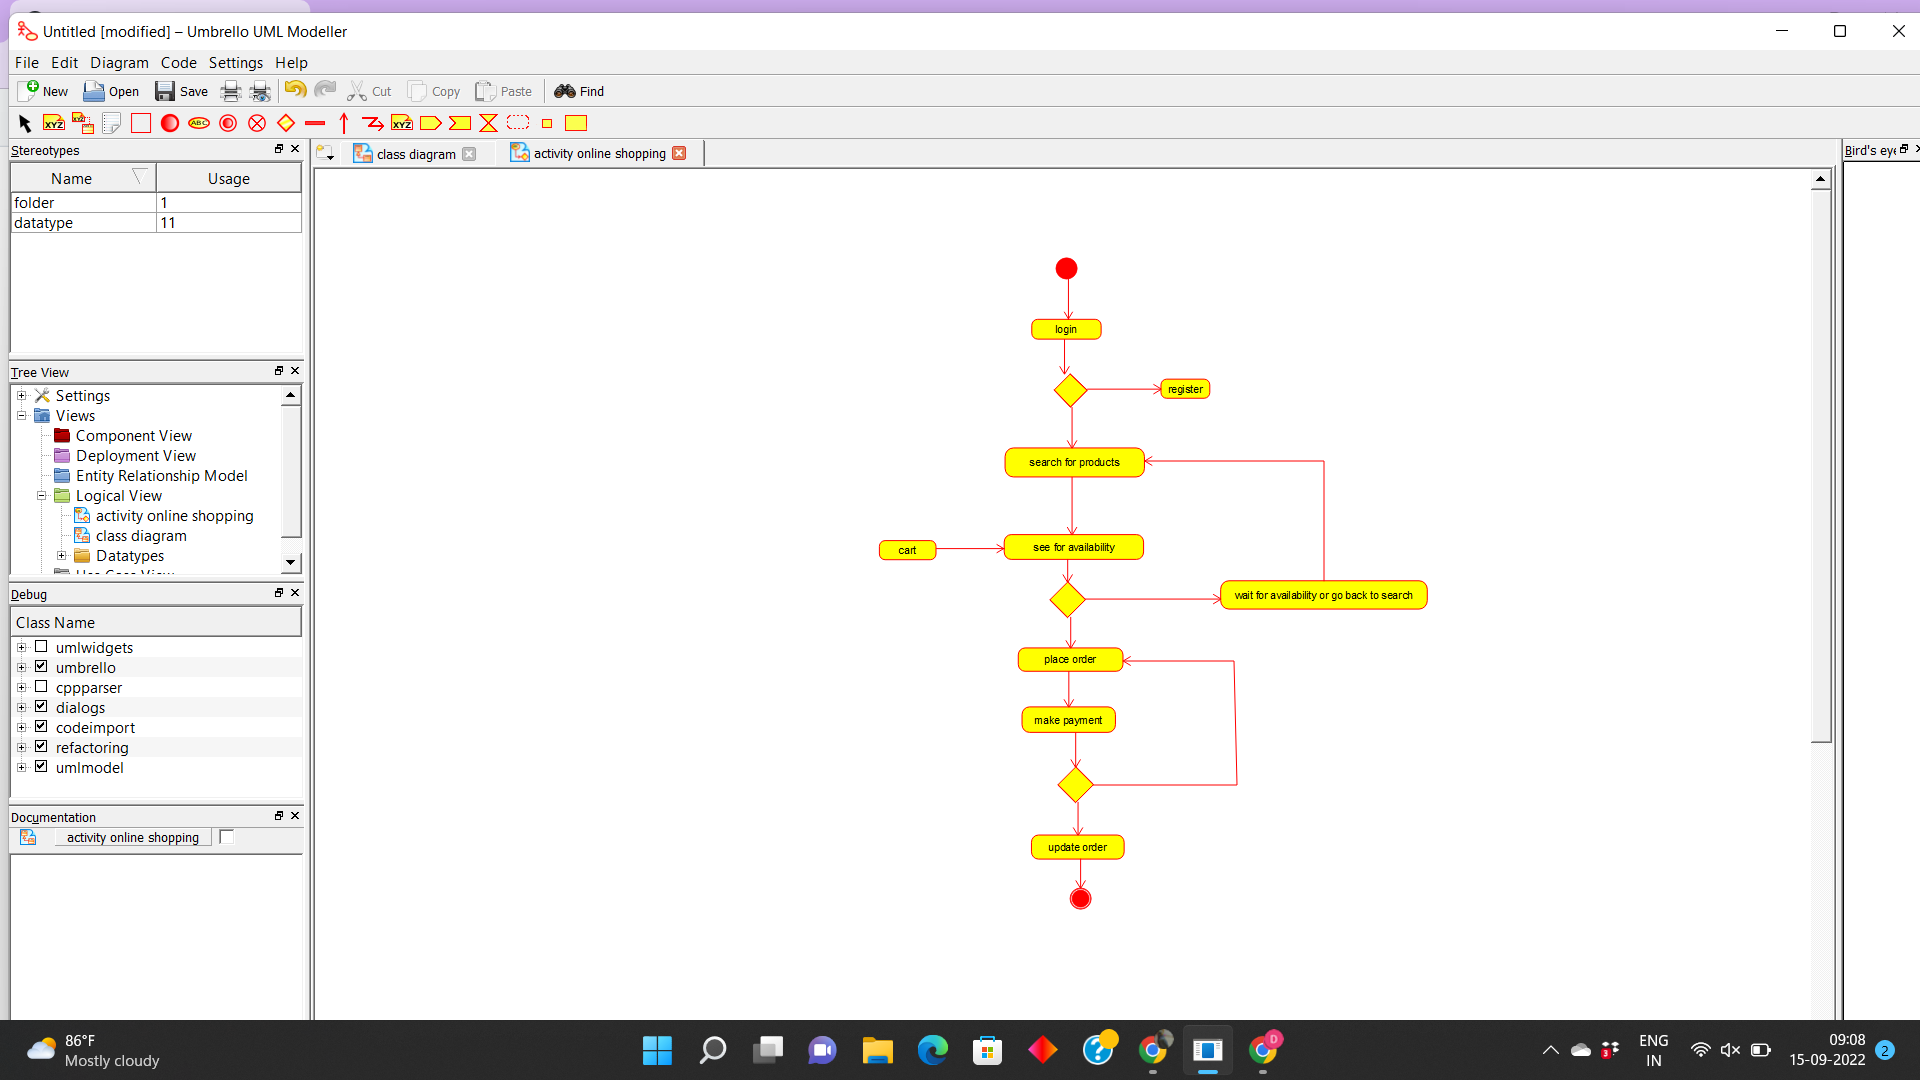 Untitled [modified] – Umbrello UML Modeller
File Edit Diagram Code Settings Help
New Open Save Cut Copy Paste Find
XYZ ABC XYZ
Stereotypes
Name Usage
folder 1
datatype 11
Tree View
Settings
Views
Component View
Deployment View
Entity Relationship Model
Logical View
activity online shopping
class diagram
Datatypes
Debug
Class Name
umlwidgets
umbrello
cppparser
dialogs
codeimport
refactoring
umlmodel
Documentation
activity online shopping
class diagram activity online shopping
Bird's eye
login
register
search for products
cart
see for availability
wait for availability or go back to search
place order
make payment
update order
86°F
Mostly cloudy
D
3
ENG
IN
09:08
15-09-2022
2